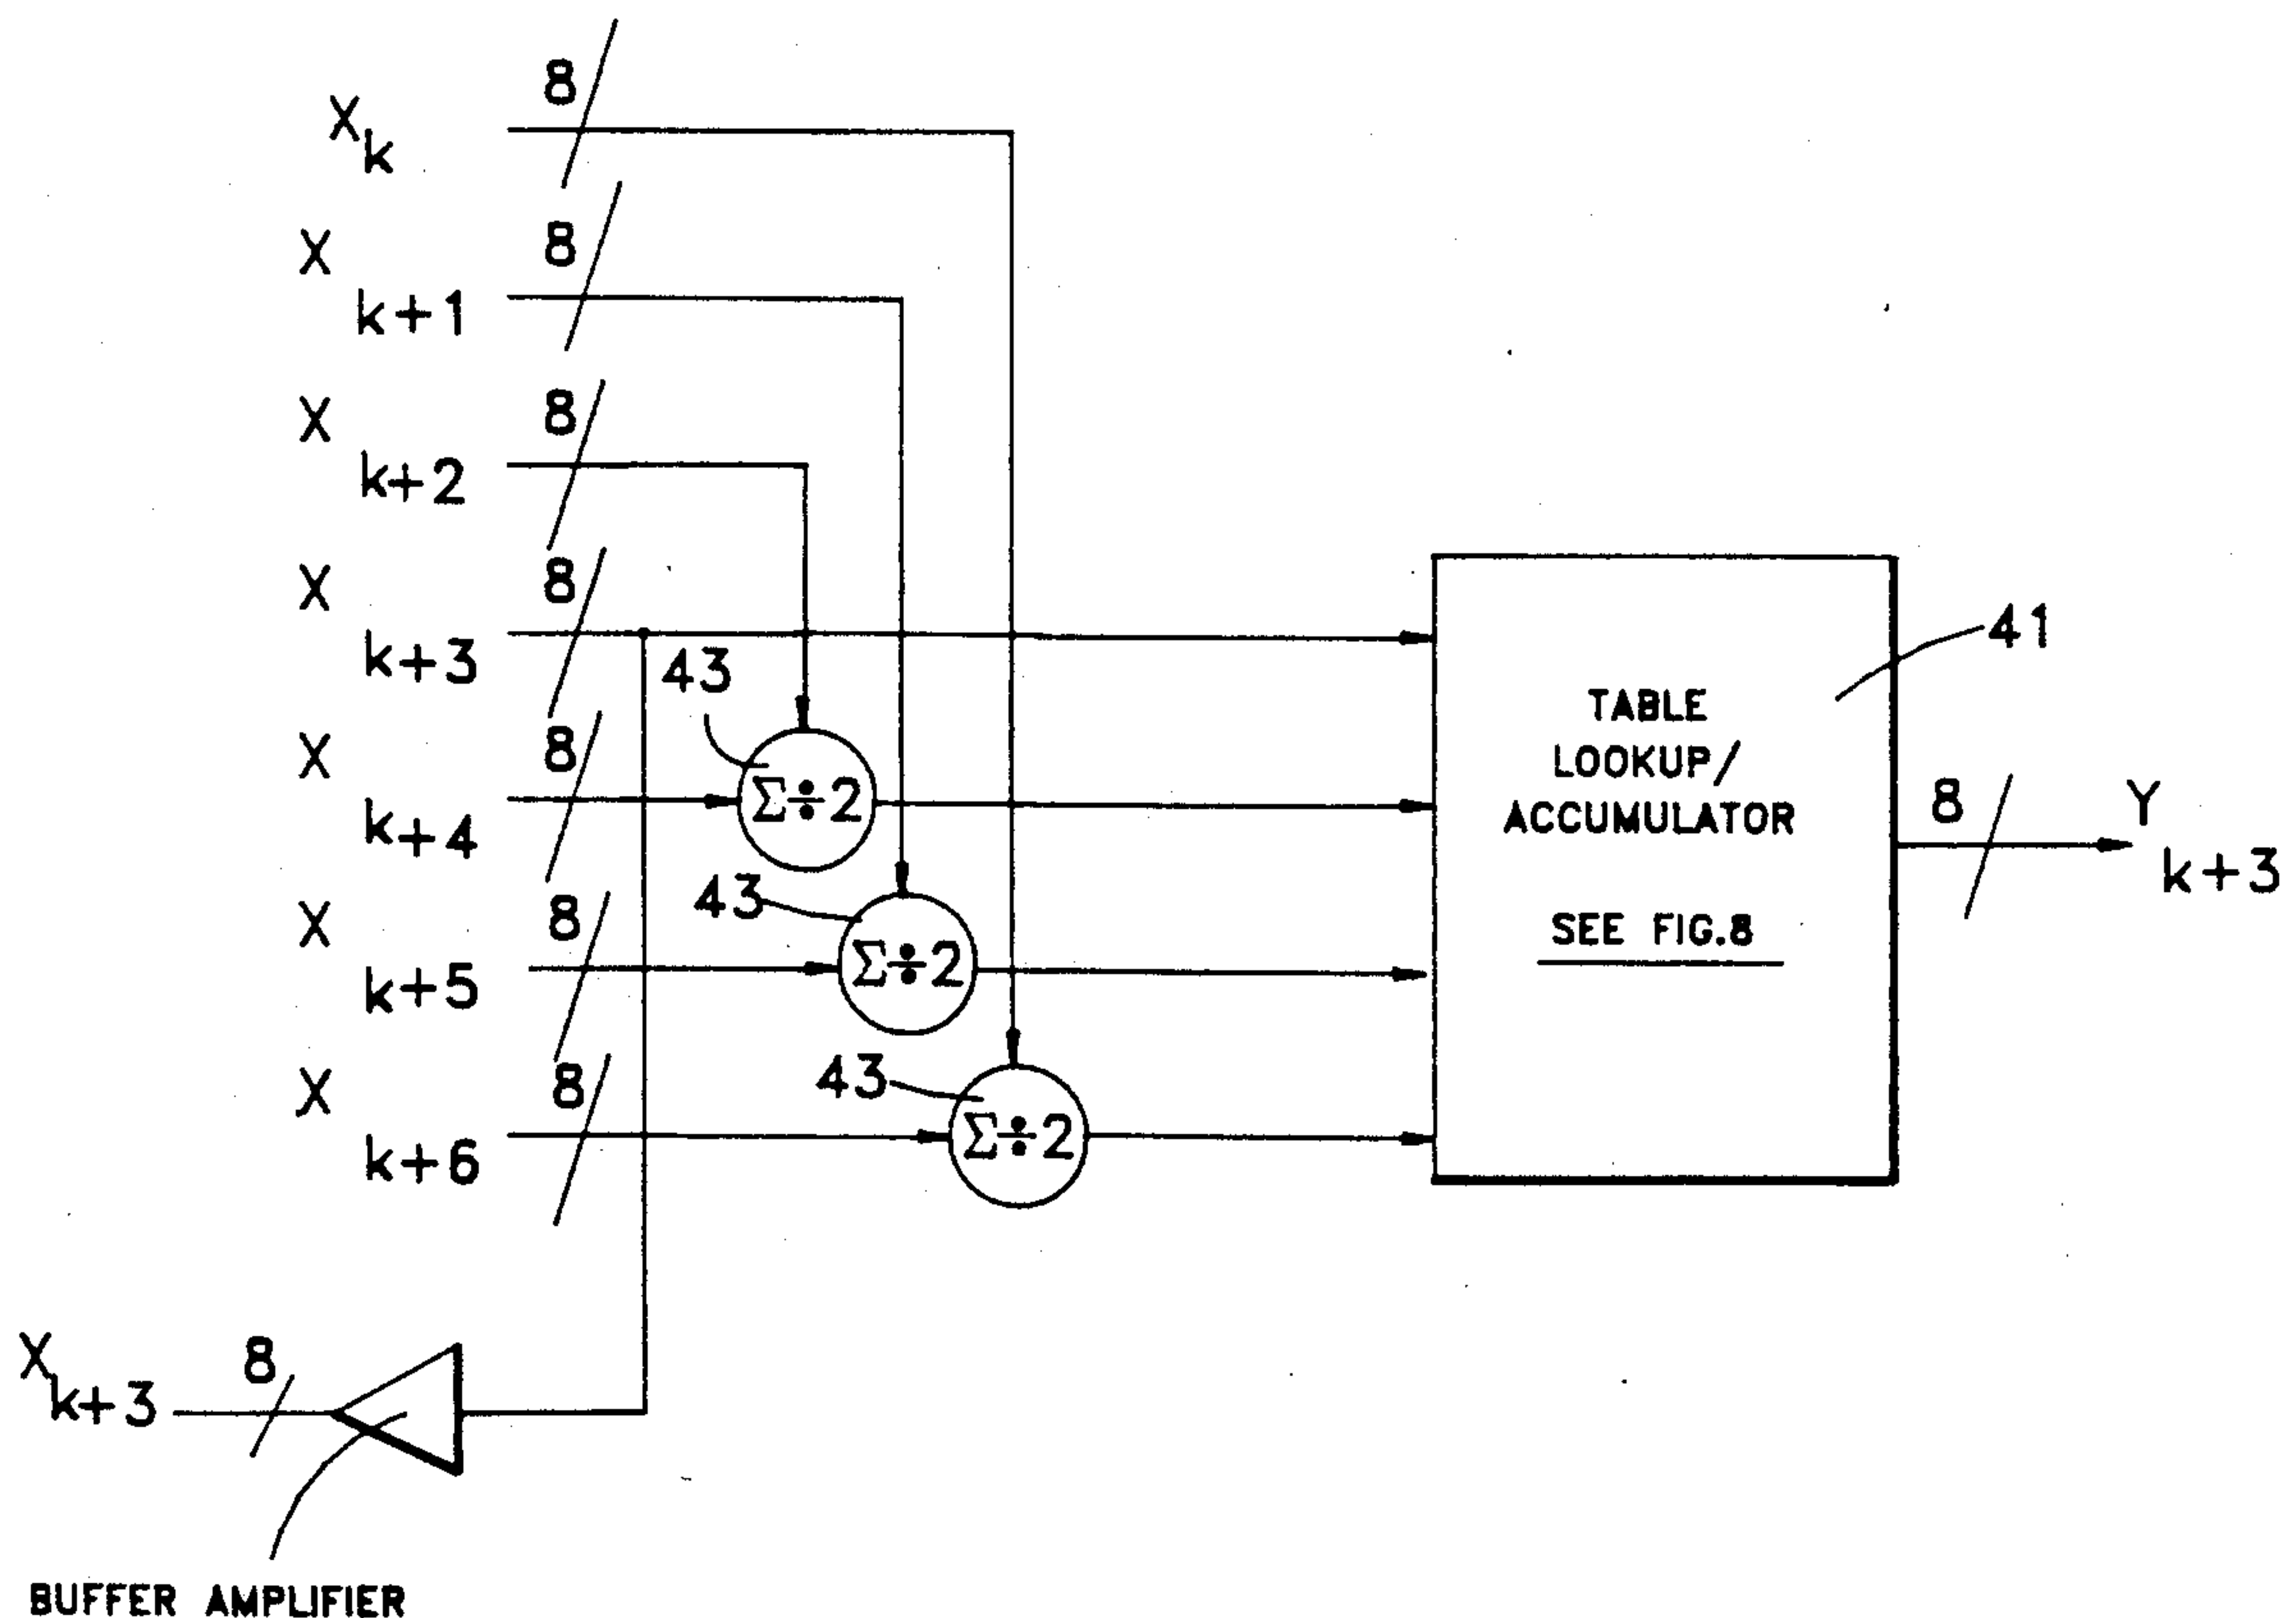 8
X k
8
X k+1
8
X k+2
8
X k+3
43
41
TABLE
LOOKUP/
ACCUMULATOR
SEE FIG.8
8
X k+4
Σ÷2
8
Y k+3
43
8
X k+5
Σ÷2
43
8
X k+6
Σ÷2
X k+3
8
BUFFER AMPLIFIER